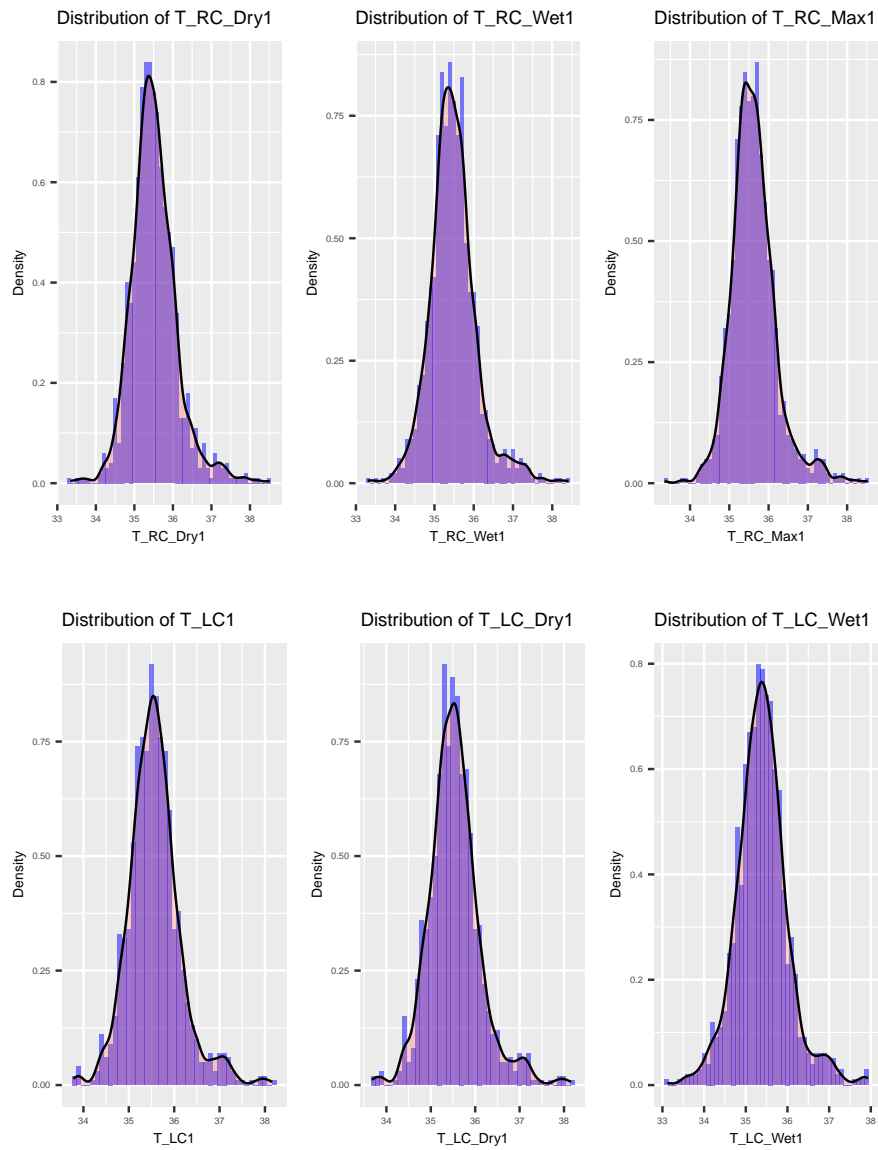 Distribution of T_RC_Dry1
Distribution of T_RC_Wet1
Distribution of T_RC_Max1
0.8
0.6
0.4
0.2
0.0
Density
33 34 35 36 37 38
T_RC_Dry1
0.75
0.50
0.25
0.00
Density
33 34 35 36 37 38
T_RC_Wet1
0.75
0.50
0.25
0.00
Density
34 35 36 37 38
T_RC_Max1
Distribution of T_LC1
Distribution of T_LC_Dry1
Distribution of T_LC_Wet1
0.75
0.50
0.25
0.00
Density
34 35 36 37 38
T_LC1
0.75
0.50
0.25
0.00
Density
34 35 36 37 38
T_LC_Dry1
0.8
0.6
0.4
0.2
0.0
Density
33 34 35 36 37 38
T_LC_Wet1